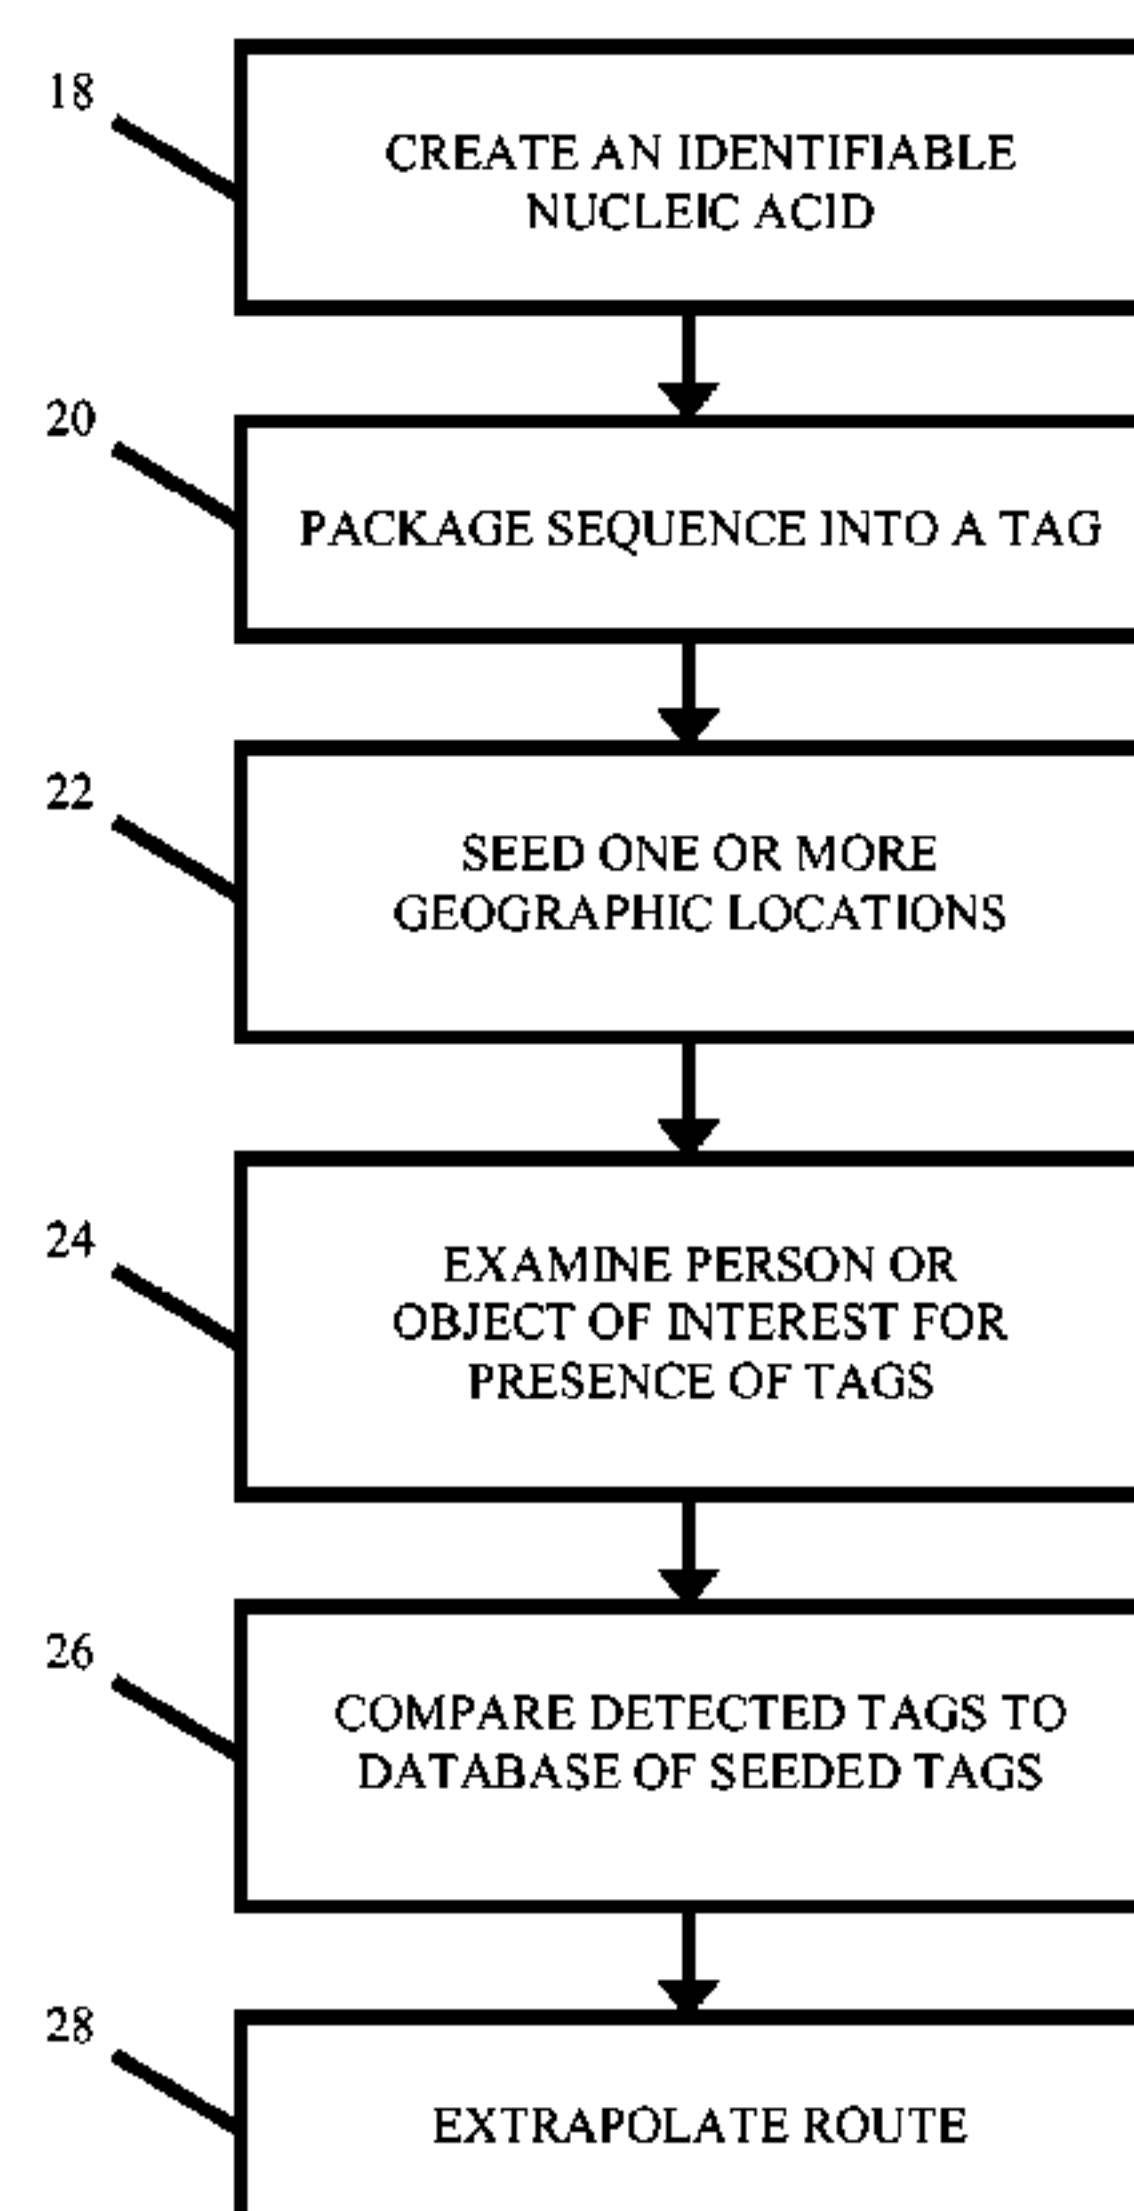 18
CREATE AN IDENTIFIABLE
NUCLEIC ACID
20
PACKAGE SEQUENCE INTO A TAG
22
SEED ONE OR MORE
GEOGRAPHIC LOCATIONS
24
EXAMINE PERSON OR
OBJECT OF INTEREST FOR
PRESENCE OF TAGS
26
COMPARE DETECTED TAGS TO
DATABASE OF SEEDED TAGS
28
EXTRAPOLATE ROUTE